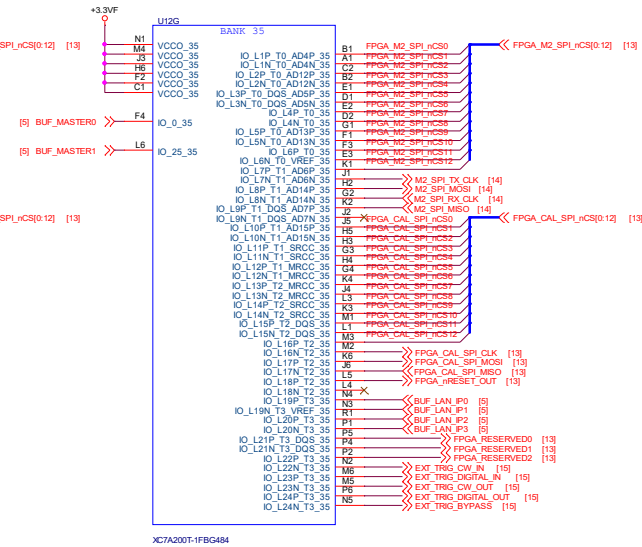 +3.3VF
U12G
BANK 35
SPI_nCS[0:12] [13]
N1 VCCO_35
M4 VCCO_35
J3 VCCO_35
H6 VCCO_35
F2 VCCO_35
C1 VCCO_35
[5] BUF_MASTER0 F4 IO_0_35
[5] BUF_MASTER1 L6 IO_25_35
SPI_nCS[0:12] [13]
IO_L1P_T0_AD4P_35 B1 FPGA_M2_SPI_nCS0
FPGA_M2_SPI_nCS[0:12] [13]
IO_L1N_T0_AD4N_35 A1 FPGA_M2_SPI_nCS1
IO_L2P_T0_AD12P_35 C2 FPGA_M2_SPI_nCS2
IO_L2N_T0_AD12N_35 B2 FPGA_M2_SPI_nCS3
IO_L3P_T0_DQS_AD5P_35 E1 FPGA_M2_SPI_nCS4
IO_L3N_T0_DQS_AD5N_35 D1 FPGA_M2_SPI_nCS5
IO_L4P_T0_35 E2 FPGA_M2_SPI_nCS6
IO_L4N_T0_35 D2 FPGA_M2_SPI_nCS7
IO_L5P_T0_AD13P_35 G1 FPGA_M2_SPI_nCS8
IO_L5N_T0_AD13N_35 F1 FPGA_M2_SPI_nCS9
IO_L6P_T0_35 F3 FPGA_M2_SPI_nCS10
IO_L6N_T0_VREF_35 E3 FPGA_M2_SPI_nCS11
IO_L7P_T1_AD6P_35 K1 FPGA_M2_SPI_nCS12
IO_L7N_T1_AD6N_35 J1 M2_SPI_TX_CLK [14]
IO_L8P_T1_AD14P_35 H2 M2_SPI_MOSI [14]
IO_L8N_T1_AD14N_35 G2 M2_SPI_RX_CLK [14]
IO_L9P_T1_DQS_AD7P_35 K2 M2_SPI_MISO [14]
IO_L9N_T1_DQS_AD7N_35 J2
IO_L10P_T1_AD15P_35 J5 FPGA_CAL_SPI_nCS0
FPGA_CAL_SPI_nCS[0:12] [13]
IO_L10N_T1_AD15N_35 H5 FPGA_CAL_SPI_nCS1
IO_L11P_T1_SRCC_35 H3 FPGA_CAL_SPI_nCS2
IO_L11N_T1_SRCC_35 G3 FPGA_CAL_SPI_nCS3
IO_L12P_T1_MRCC_35 H4 FPGA_CAL_SPI_nCS4
IO_L12N_T1_MRCC_35 G4 FPGA_CAL_SPI_nCS5
IO_L13P_T2_MRCC_35 K4 FPGA_CAL_SPI_nCS6
IO_L13N_T2_MRCC_35 J4 FPGA_CAL_SPI_nCS7
IO_L14P_T2_SRCC_35 L3 FPGA_CAL_SPI_nCS8
IO_L14N_T2_SRCC_35 K3 FPGA_CAL_SPI_nCS9
IO_L15P_T2_DQS_35 M1 FPGA_CAL_SPI_nCS10
IO_L15N_T2_DQS_35 L1 FPGA_CAL_SPI_nCS11
IO_L16P_T2_35 M3 FPGA_CAL_SPI_nCS12
IO_L16N_T2_35 M2 FPGA_CAL_SPI_CLK [13]
IO_L17P_T2_35 K6 FPGA_CAL_SPI_MOSI [13]
IO_L17N_T2_35 J6 FPGA_CAL_SPI_MISO [13]
IO_L18P_T2_35 L5 FPGA_nRESET_OUT [13]
IO_L18N_T2_35 L4
IO_L19P_T3_35 N4 BUF_LAN_IP0 [5]
IO_L19N_T3_VREF_35 N3 BUF_LAN_IP1 [5]
IO_L20P_T3_35 R1 BUF_LAN_IP2 [5]
IO_L20N_T3_35 P1 BUF_LAN_IP3 [5]
IO_L21P_T3_DQS_35 P5 FPGA_RESERVED0 [13]
IO_L21N_T3_DQS_35 P4 FPGA_RESERVED1 [13]
IO_L22P_T3_35 P2 FPGA_RESERVED2 [13]
IO_L22N_T3_35 N2 EXT_TRIG_CW_IN [15]
IO_L23P_T3_35 M6 EXT_TRIG_DIGITAL_IN [15]
IO_L23N_T3_35 M5 EXT_TRIG_CW_OUT [15]
IO_L24P_T3_35 P6 EXT_TRIG_DIGITAL_OUT [15]
IO_L24N_T3_35 N5 EXT_TRIG_BYPASS [15]
XC7A200T-1FBG484